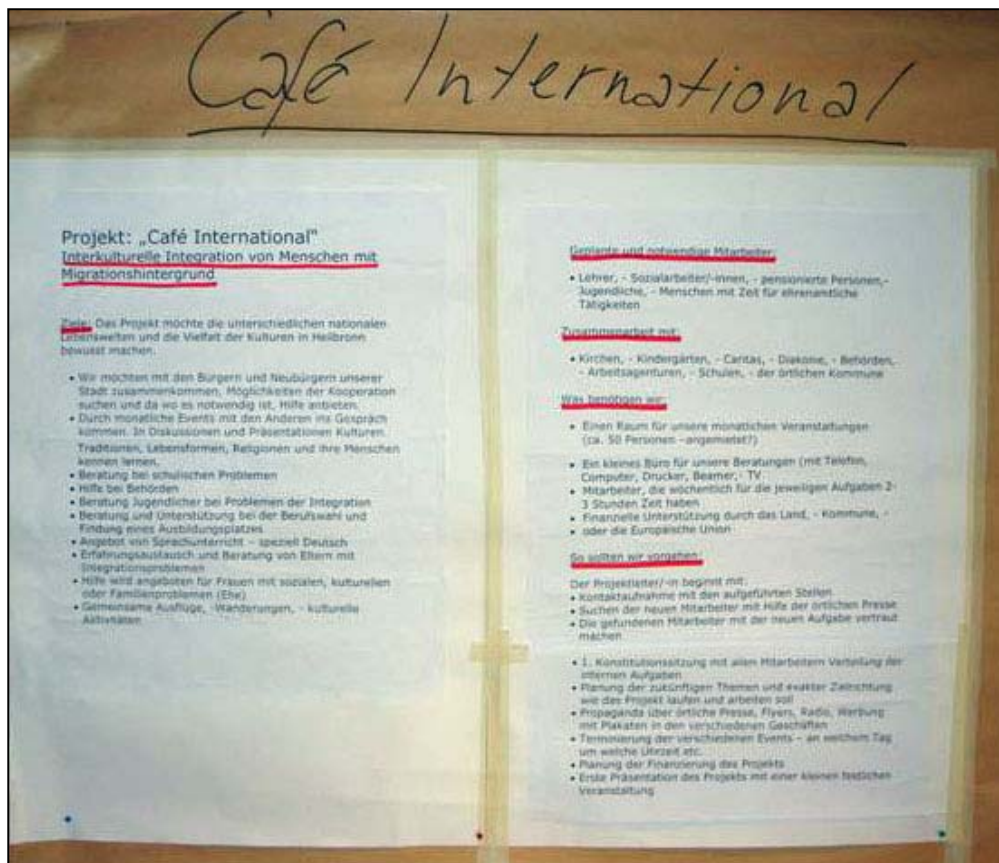 Café International
Projekt: „Café International"
Interkulturelle Integration von Menschen mit
Migrationshintergrund
Ziele: Das Projekt möchte die unterschiedlichen nationalen
Lebenswelten und die Vielfalt der Kulturen in Heilbronn
bewusst machen.
• Wir möchten mit den Bürgern und Neubürgern unserer
Stadt zusammenkommen, Möglichkeiten der Kooperation
suchen und da wo es notwendig ist, Hilfe anbieten.
• Durch monatliche Events mit den Anderen ins Gespräch
kommen. In Diskussionen und Präsentationen Kulturen,
Traditionen, Lebensformen, Religionen und ihre Menschen
kennen lernen.
• Beratung bei schulischen Problemen
• Hilfe bei Behörden
• Beratung Jugendlicher bei Problemen der Integration
• Beratung und Unterstützung bei der Berufswahl und
Findung eines Ausbildungsplatzes
• Angebot von Sprachunterricht – speziell Deutsch
• Erfahrungsaustausch und Beratung von Eltern mit
Integrationsproblemen
• Hilfe wird angeboten für Frauen mit sozialen, kulturellen
oder Familienproblemen (Ehe)
• Gemeinsame Ausflüge, -Wanderungen, - kulturelle
Aktivitäten
Geplante und notwendige Mitarbeiter:
• Lehrer, - Sozialarbeiter/-innen, - pensionierte Personen,-
Jugendliche, - Menschen mit Zeit für ehrenamtliche
Tätigkeiten
Zusammenarbeit mit:
• Kirchen, - Kindergärten, - Caritas, - Diakonie, - Behörden,
- Arbeitsagenturen, - Schulen, - der örtlichen Kommune
Was benötigen wir:
• Einen Raum für unsere monatlichen Veranstaltungen
(ca. 50 Personen –angemietet?)
• Ein kleines Büro für unsere Beratungen (mit Telefon,
Computer, Drucker, Beamer,- TV
• Mitarbeiter, die wöchentlich für die jeweiligen Aufgaben 2-
3 Stunden Zeit haben
• Finanzielle Unterstützung durch das Land, - Kommune, -
• oder die Europäische Union
So sollten wir vorgehen:
Der Projektleiter/-in beginnt mit:
• Kontaktaufnahme mit den aufgeführten Stellen
• Suchen der neuen Mitarbeiter mit Hilfe der örtlichen Presse
• Die gefundenen Mitarbeiter mit der neuen Aufgabe vertraut
machen
• 1. Konstitutionssitzung mit allen Mitarbeitern Verteilung der
internen Aufgaben
• Planung der zukünftigen Themen und exakter Zielrichtung
wie das Projekt laufen und arbeiten soll
• Propaganda über örtliche Presse, Flyers, Radio, Werbung
mit Plakaten in den verschiedenen Geschäften
• Terminierung der verschiedenen Events – an welchem Tag
um welche Uhrzeit etc.
• Planung der Finanzierung des Projekts
• Erste Präsentation des Projekts mit einer kleinen festlichen
Veranstaltung